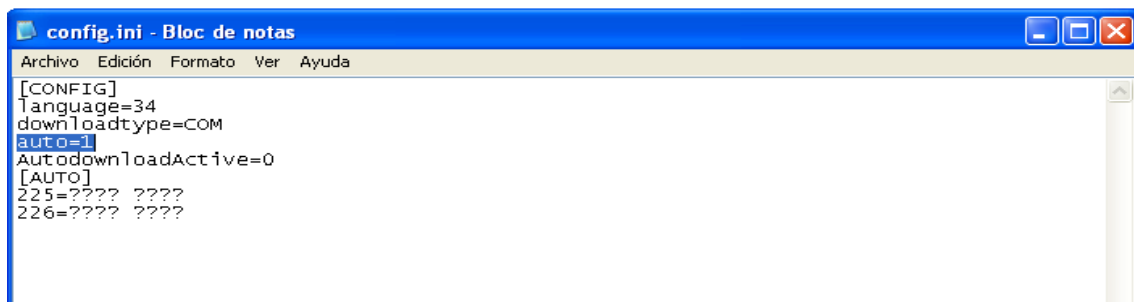 config.ini - Bloc de notas
Archivo Edición Formato Ver Ayuda
[CONFIG]
language=34
downloadtype=COM
auto=1
AutodownloadActive=0
[AUTO]
225=???? ????
226=???? ????